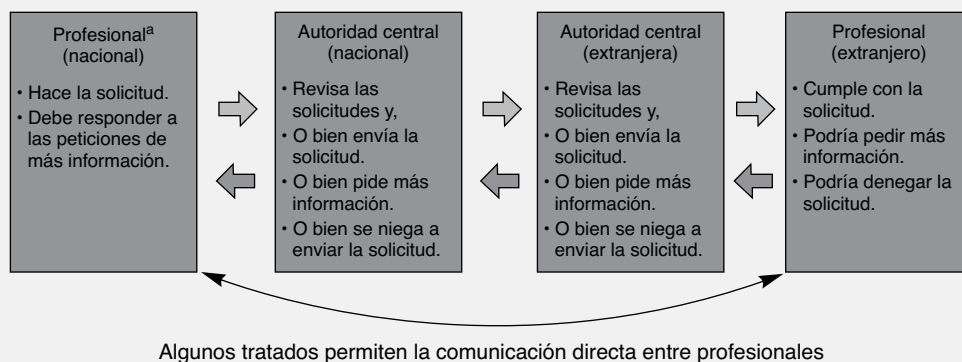 Profesionalª
(nacional)
• Hace la solicitud.
• Debe responder a
las peticiones de
más información.
Autoridad central
(nacional)
• Revisa las
solicitudes y,
• O bien envía la
solicitud.
• O bien pide más
información.
• O bien se niega a
enviar la solicitud.
Autoridad central
(extranjera)
• Revisa las
solicitudes y,
• O bien envía la
solicitud.
• O bien pide más
información.
• O bien se niega a
enviar la solicitud.
Profesional
(extranjero)
• Cumple con la
solicitud.
• Podría pedir más
información.
• Podría denegar la
solicitud.
Algunos tratados permiten la comunicación directa entre profesionales